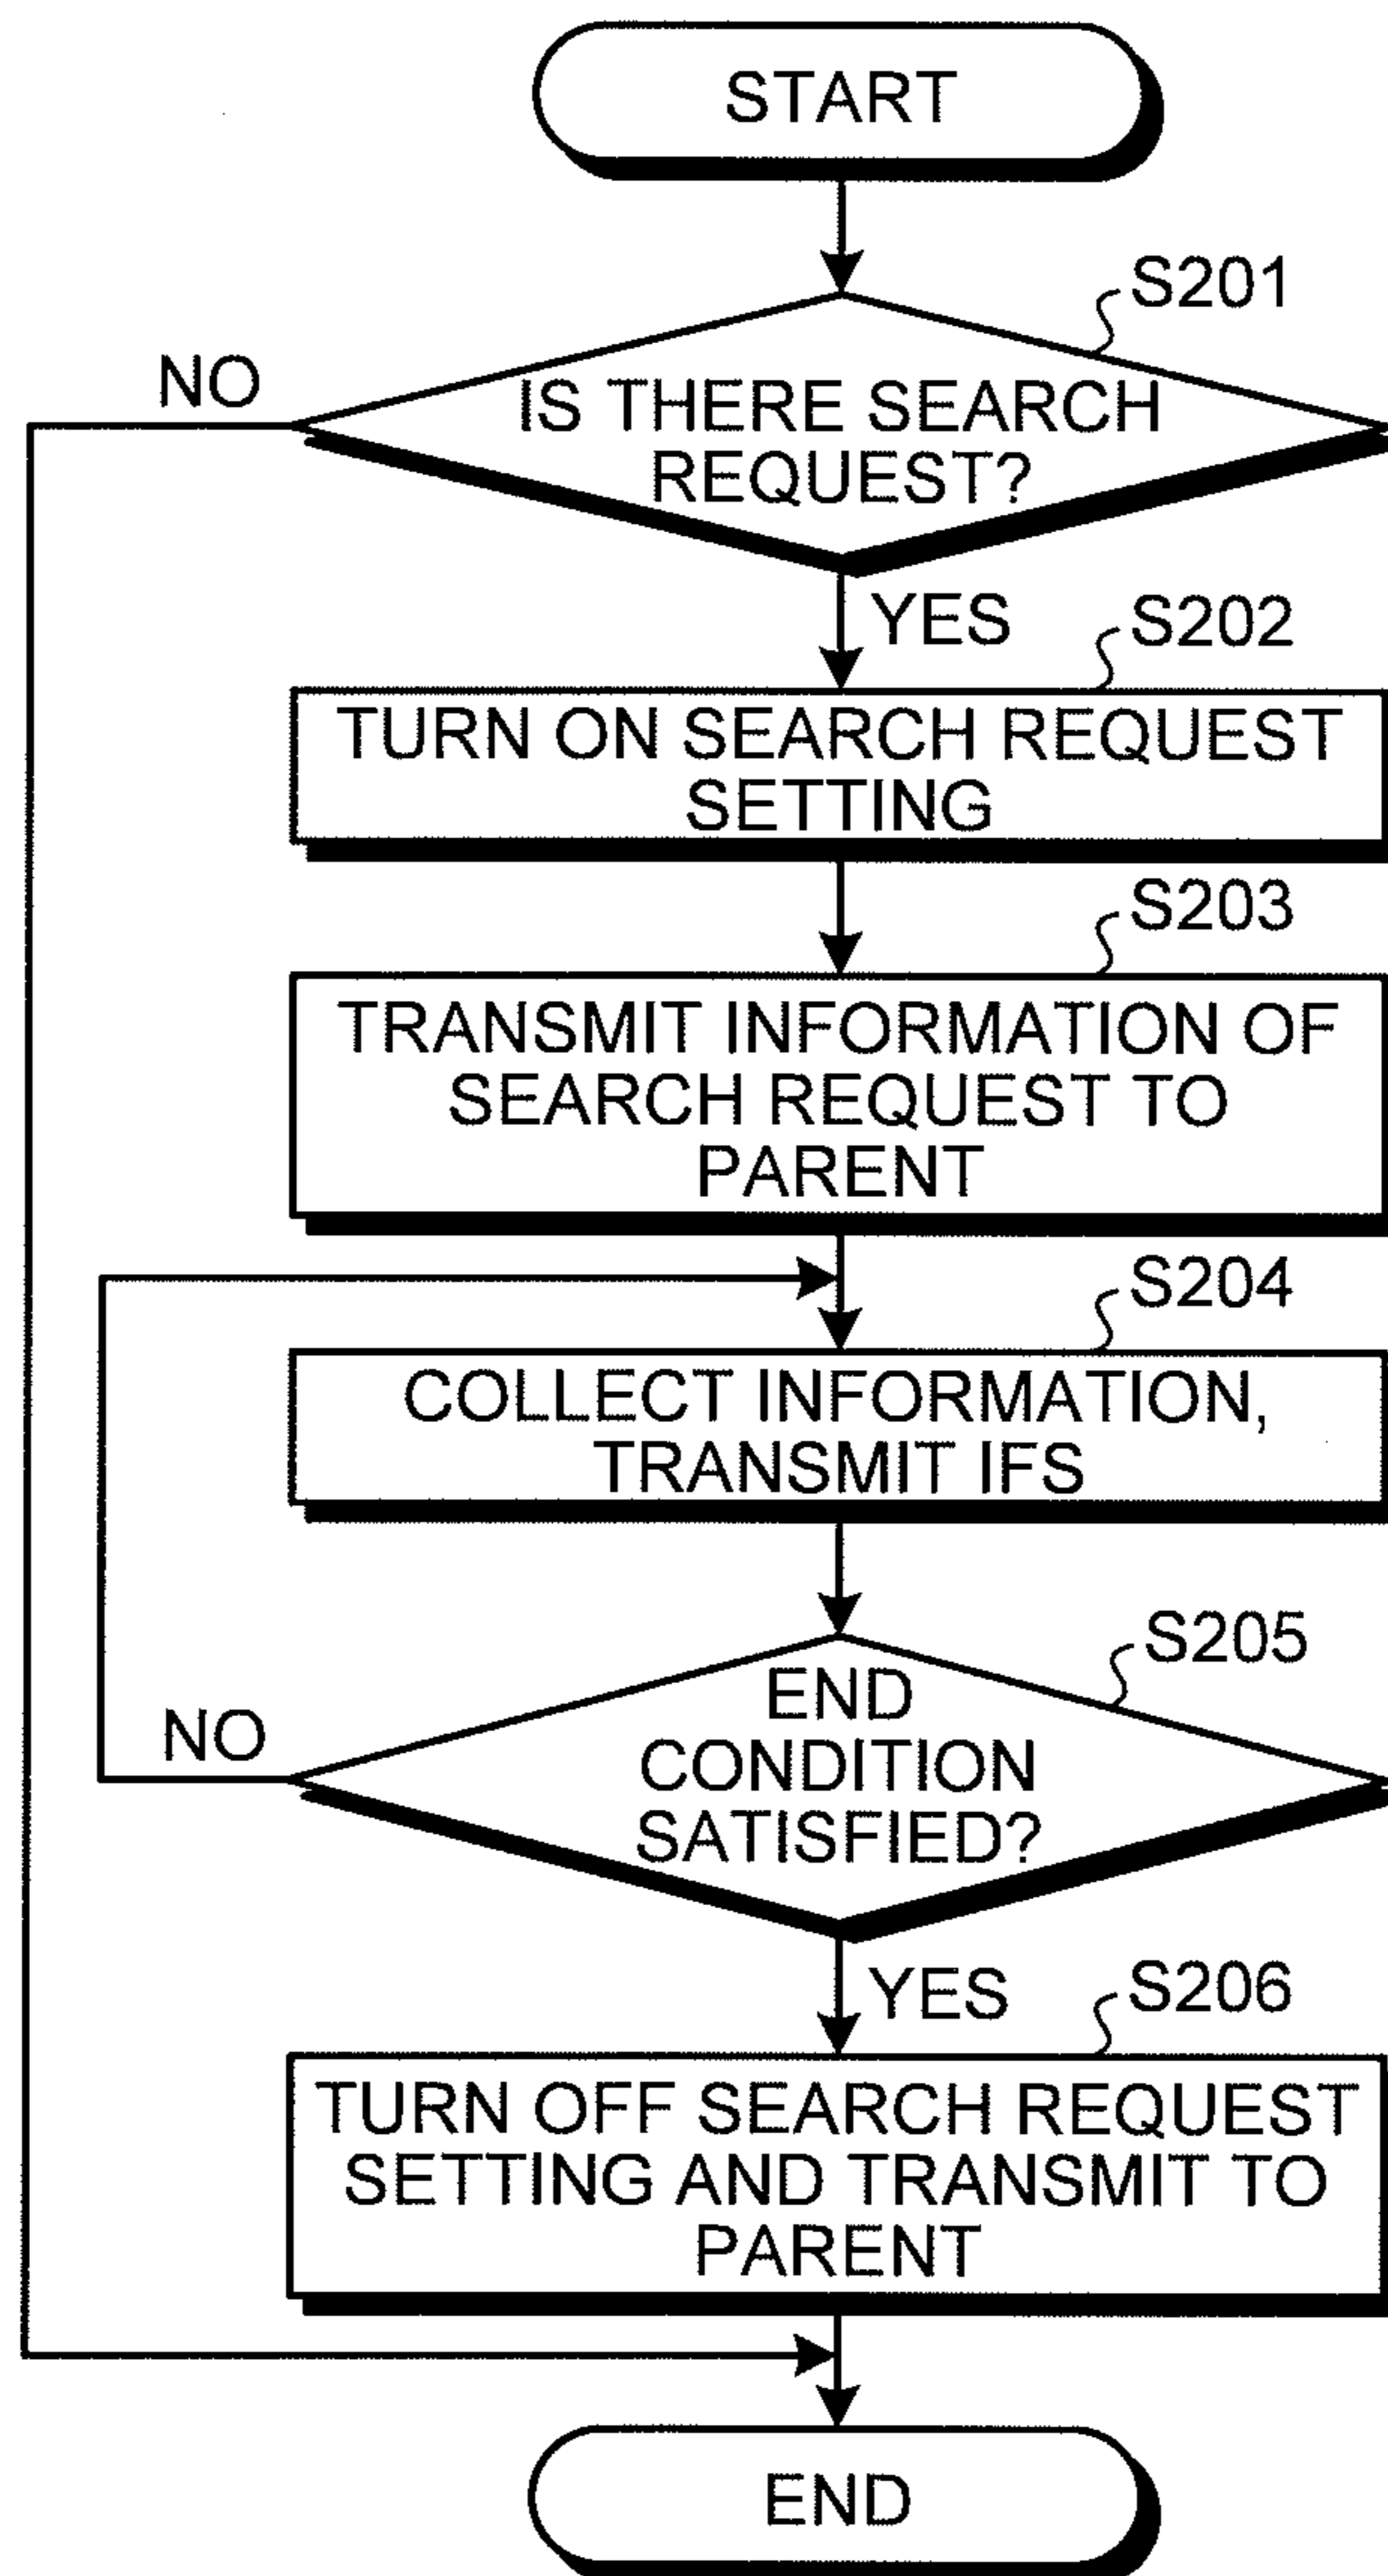 START
S201
NO
IS THERE SEARCH
REQUEST?
YES
S202
TURN ON SEARCH REQUEST
SETTING
S203
TRANSMIT INFORMATION OF
SEARCH REQUEST TO
PARENT
S204
COLLECT INFORMATION,
TRANSMIT IFS
S205
NO
END
CONDITION
SATISFIED?
YES
S206
TURN OFF SEARCH REQUEST
SETTING AND TRANSMIT TO
PARENT
END